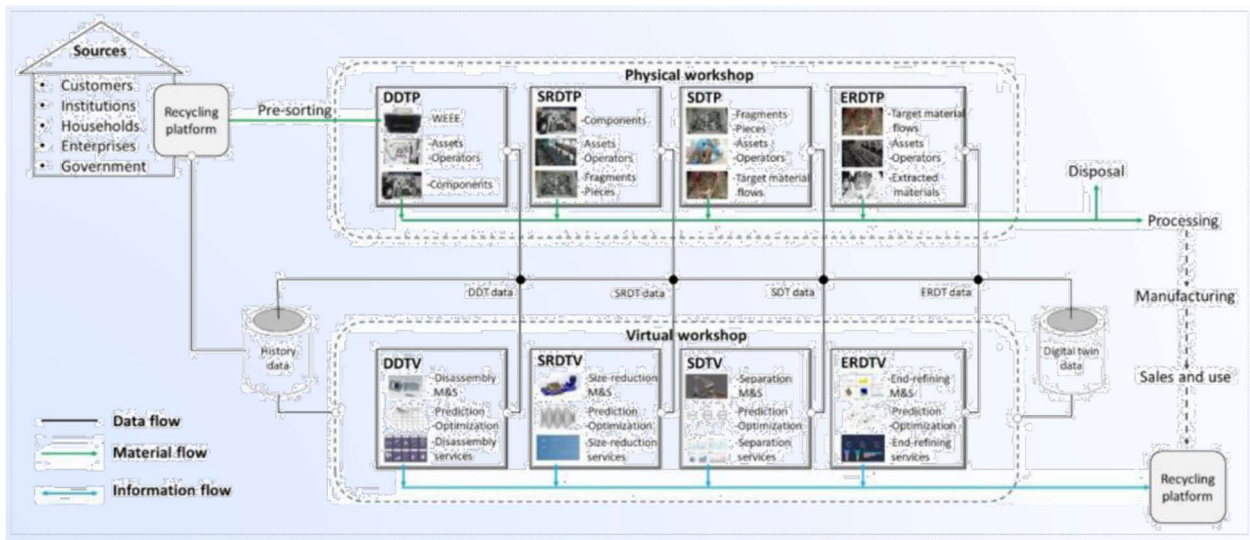 Sources
• Customers
• Institutions
• Households
• Enterprises
• Government
Recycling
platform
Pre-sorting
Physical workshop
DDTP
-WEEE
-Assets
-Operators
-Components
SRDTP
-Components
-Assets
-Operators
-Fragments
-Pieces
SDTP
-Fragments
-Pieces
-Assets
-Operators
-Target material
flows
ERDTP
-Target material
flows
-Assets
-Operators
-Extracted
materials
Disposal
Processing
Manufacturing
Sales and use
Recycling
platform
DDT data
SRDT data
SDT data
ERDT data
History
data
Digital twin
data
Virtual workshop
DDTV
-Disassembly
M&S
-Prediction
-Optimization
-Disassembly
services
SRDTV
-Size-reduction
M&S
-Prediction
-Optimization
-Size-reduction
services
SDTV
-Separation
M&S
-Prediction
-Optimization
-Separation
services
ERDTV
-End-refining
M&S
-Prediction
-Optimization
-End-refining
services
Data flow
Material flow
Information flow